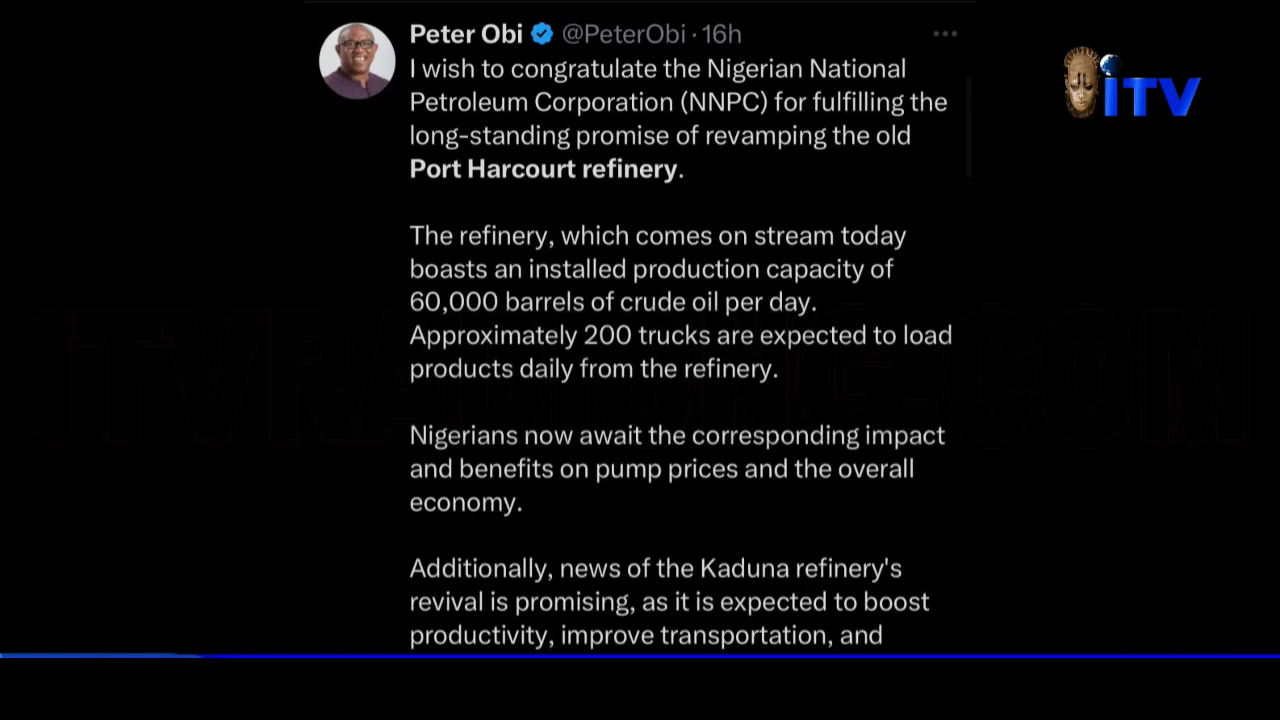 Peter Obi @PeterObi · 16h
iTV
I wish to congratulate the Nigerian National
Petroleum Corporation (NNPC) for fulfilling the
long-standing promise of revamping the old
Port Harcourt refinery.
The refinery, which comes on stream today
boasts an installed production capacity of
60,000 barrels of crude oil per day.
Approximately 200 trucks are expected to load
products daily from the refinery.
Nigerians now await the corresponding impact
and benefits on pump prices and the overall
economy.
Additionally, news of the Kaduna refinery's
revival is promising, as it is expected to boost
productivity, improve transportation, and